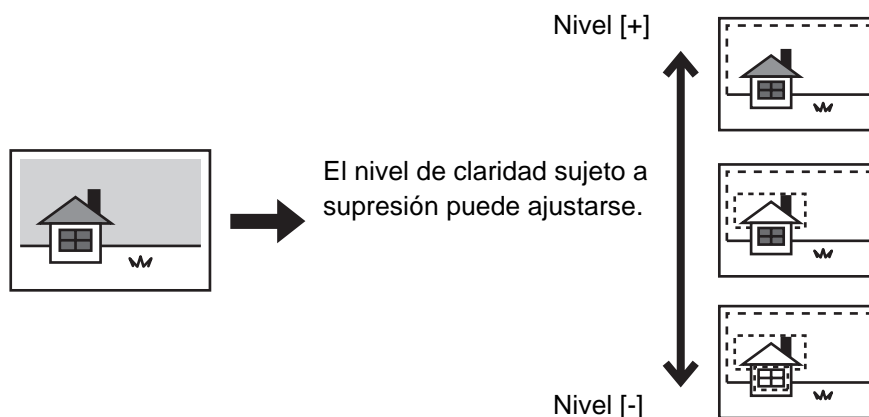 Nivel [+]
El nivel de claridad sujeto a
supresión puede ajustarse.
Nivel [-]